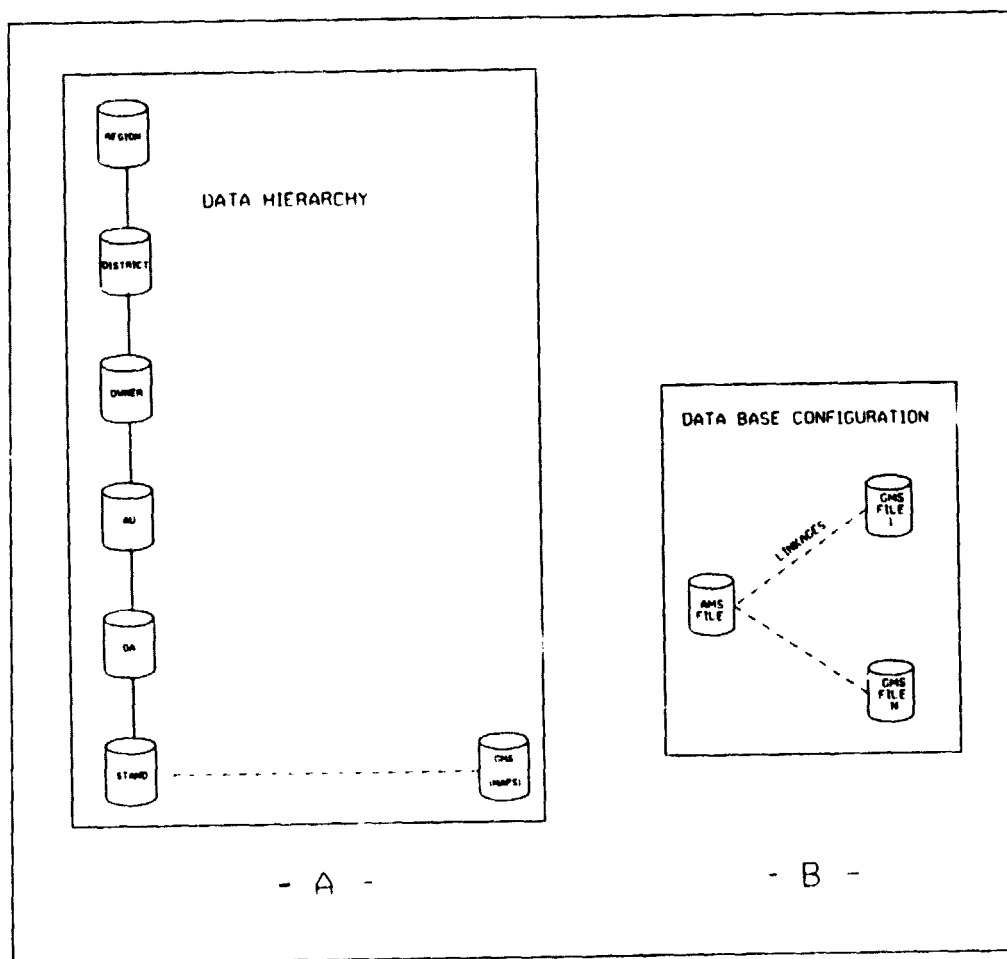 REGION
DATA HIERARCHY
DISTRICT
OWNER
AU
OA
STAND
GMS
(MAPS)
- A -
DATA BASE CONFIGURATION
GMS
FILE
1
LINKAGES
AMS
FILE
GMS
FILE
N
- B -